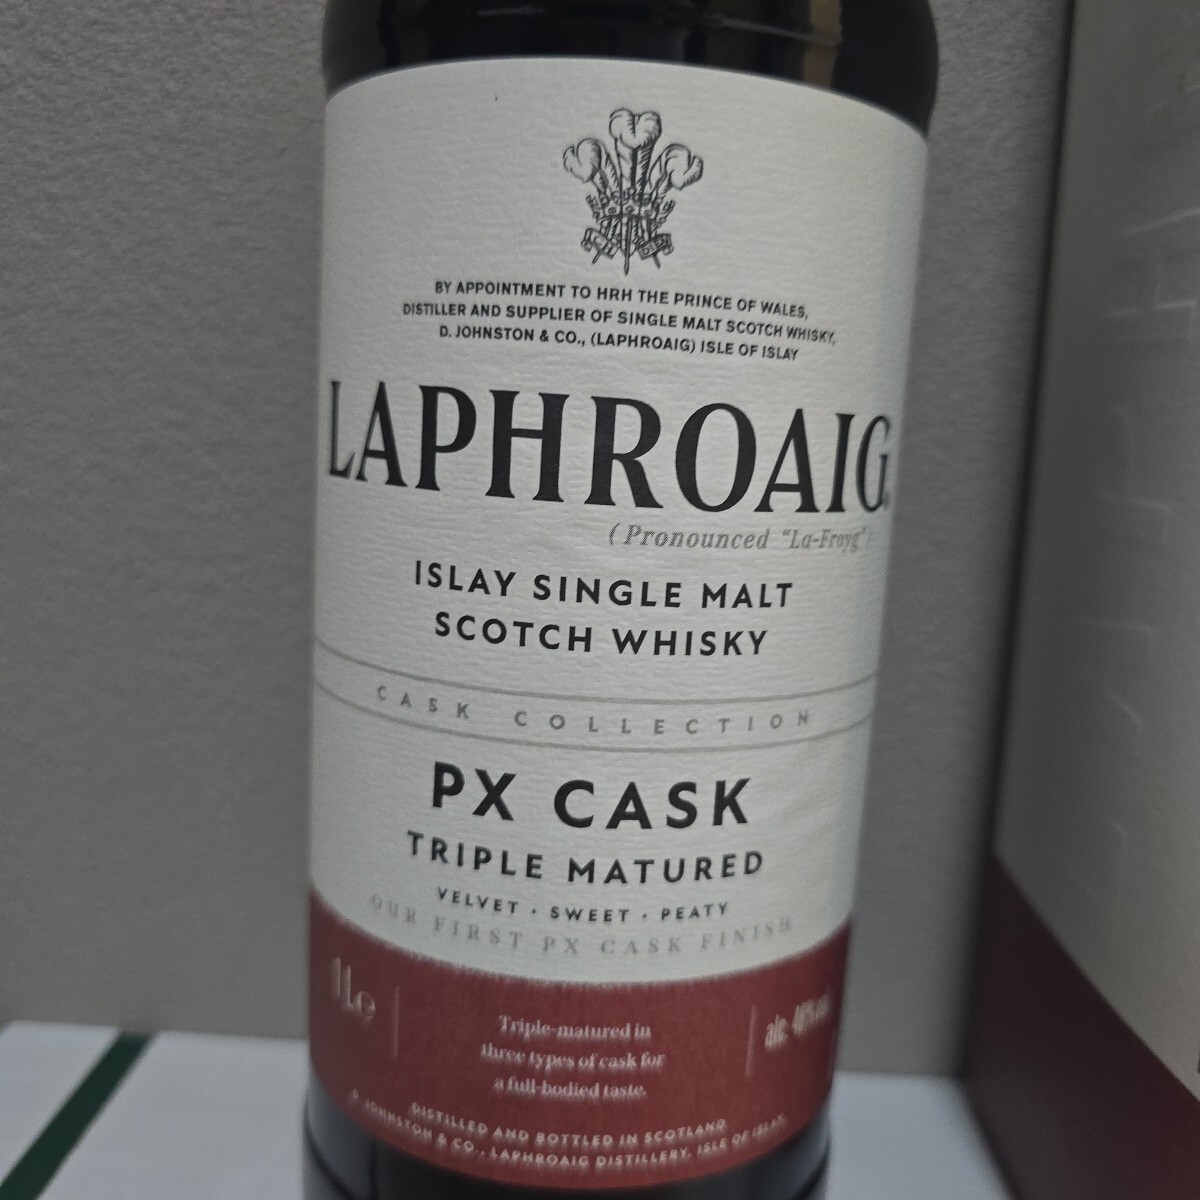 BY APPOINTMENT TO HRH THE PRINCE OF WALES,
DISTILLER AND SUPPLIER OF SINGLE MALT SCOTCH WHISKY,
D. JOHNSTON & CO., (LAPHROAIG) ISLE OF ISLAY
LAPHROAIG®
(Pronounced "La-Froyg")
ISLAY SINGLE MALT
SCOTCH WHISKY
CASK COLLECTION
PX CASK
TRIPLE MATURED
VELVET · SWEET · PEATY
OUR FIRST PX CASK FINISH
1Le
Triple-matured in
three types of cask for
a full-bodied taste.
alc. 48% vol.
DISTILLED AND BOTTLED IN SCOTLAND
D. JOHNSTON & CO., LAPHROAIG DISTILLERY, ISLE OF ISLAY.